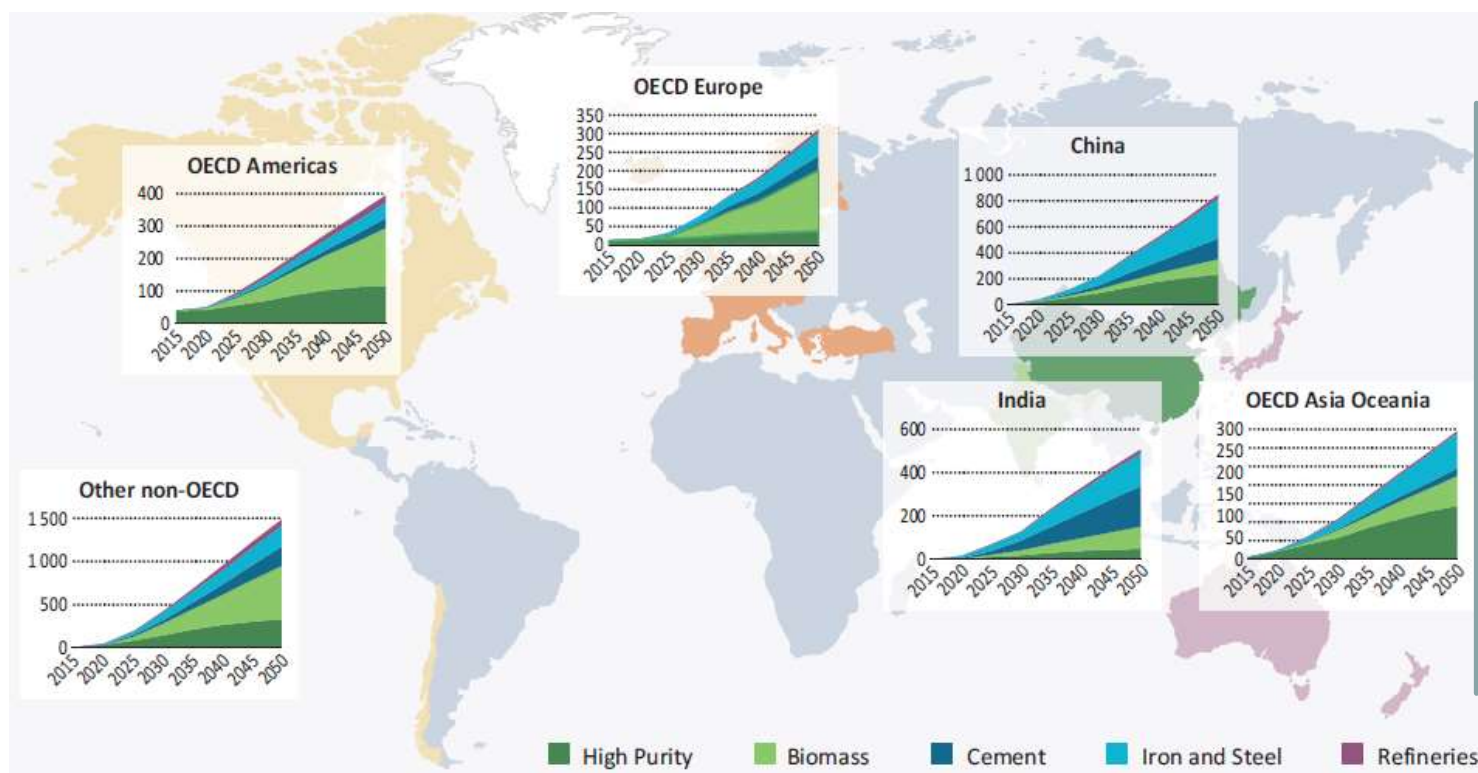 OECD Americas
400
300
200
100
0
2015 2020 2025 2030 2035 2040 2045 2050
OECD Europe
350
300
250
200
150
100
50
0
2015 2020 2025 2030 2035 2040 2045 2050
China
1 000
800
600
400
200
0
2015 2020 2025 2030 2035 2040 2045 2050
India
600
400
200
0
2015 2020 2025 2030 2035 2040 2045 2050
OECD Asia Oceania
300
250
200
150
100
50
0
2015 2020 2025 2030 2035 2040 2045 2050
Other non-OECD
1 500
1 000
500
0
2015 2020 2025 2030 2035 2040 2045 2050
High Purity Biomass Cement Iron and Steel Refineries